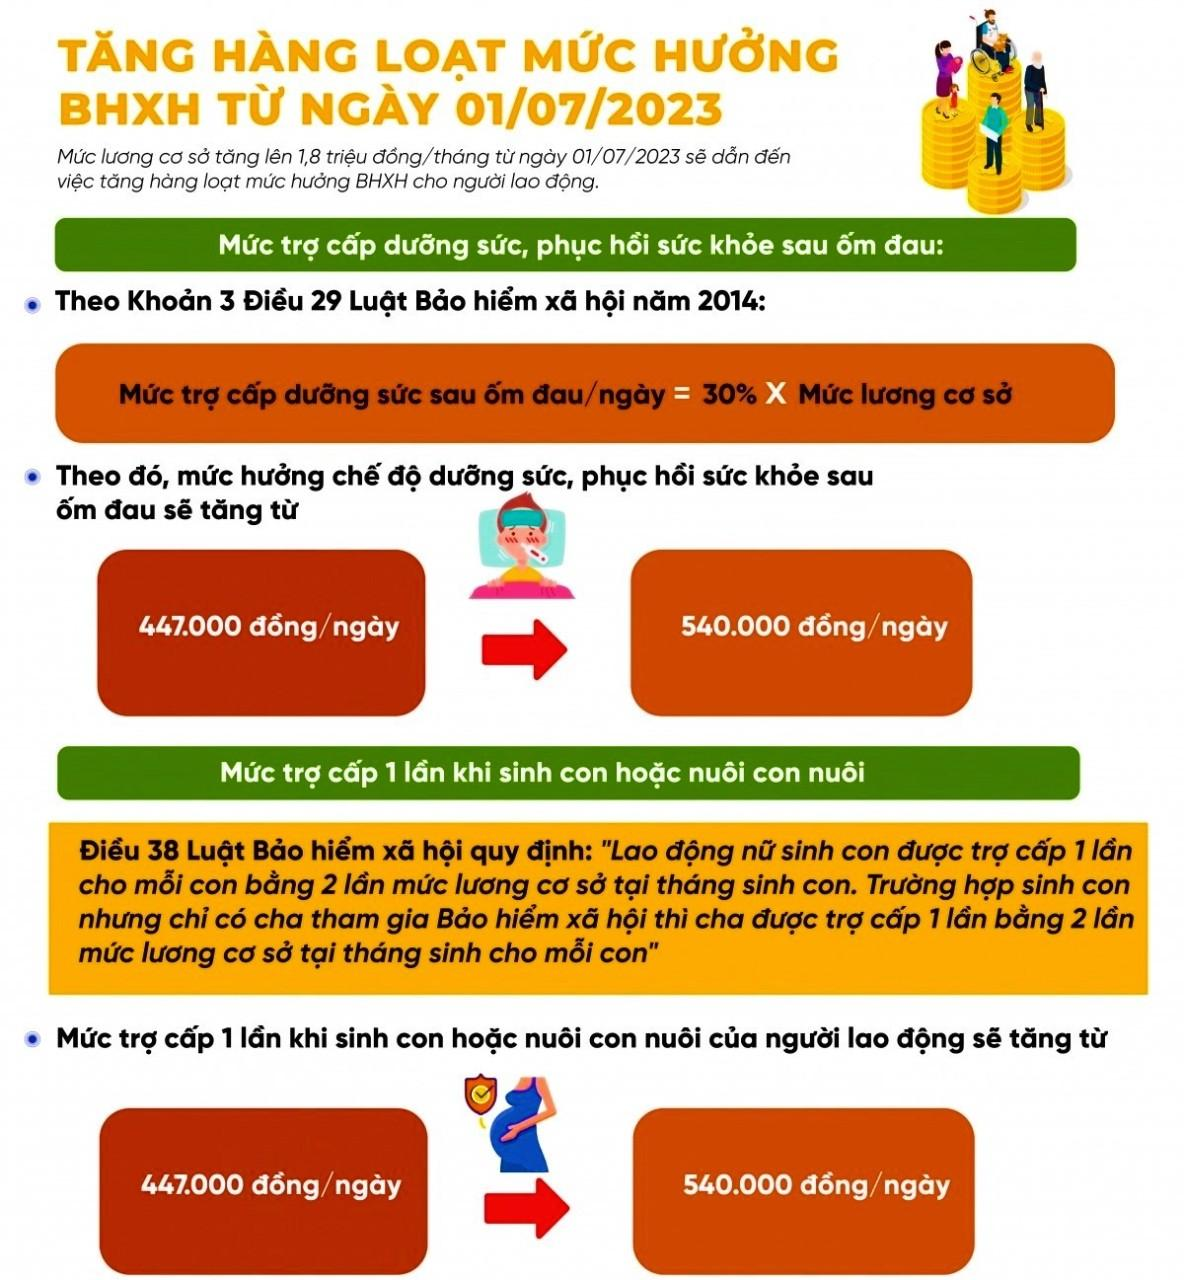 TĂNG HÀNG LOẠT MỨC HƯỞNG
BHXH TỪ NGÀY 01/07/2023
Mức lương cơ sở tăng lên 1,8 triệu đồng/tháng từ ngày 01/07/2023 sẽ dẫn đến
việc tăng hàng loạt mức hưởng BHXH cho người lao động.
Mức trợ cấp dưỡng sức, phục hồi sức khỏe sau ốm đau:
Theo Khoản 3 Điều 29 Luật Bảo hiểm xã hội năm 2014:
Mức trợ cấp dưỡng sức sau ốm đau/ngày = 30% X Mức lương cơ sở
Theo đó, mức hưởng chế độ dưỡng sức, phục hồi sức khỏe sau
ốm đau sẽ tăng từ
447.000 đồng/ngày
540.000 đồng/ngày
Mức trợ cấp 1 lần khi sinh con hoặc nuôi con nuôi
Điều 38 Luật Bảo hiểm xã hội quy định: "Lao động nữ sinh con được trợ cấp 1 lần
cho mỗi con bằng 2 lần mức lương cơ sở tại tháng sinh con. Trường hợp sinh con
nhưng chỉ có cha tham gia Bảo hiểm xã hội thì cha được trợ cấp 1 lần bằng 2 lần
mức lương cơ sở tại tháng sinh cho mỗi con"
Mức trợ cấp 1 lần khi sinh con hoặc nuôi con nuôi của người lao động sẽ tăng từ
447.000 đồng/ngày
540.000 đồng/ngày